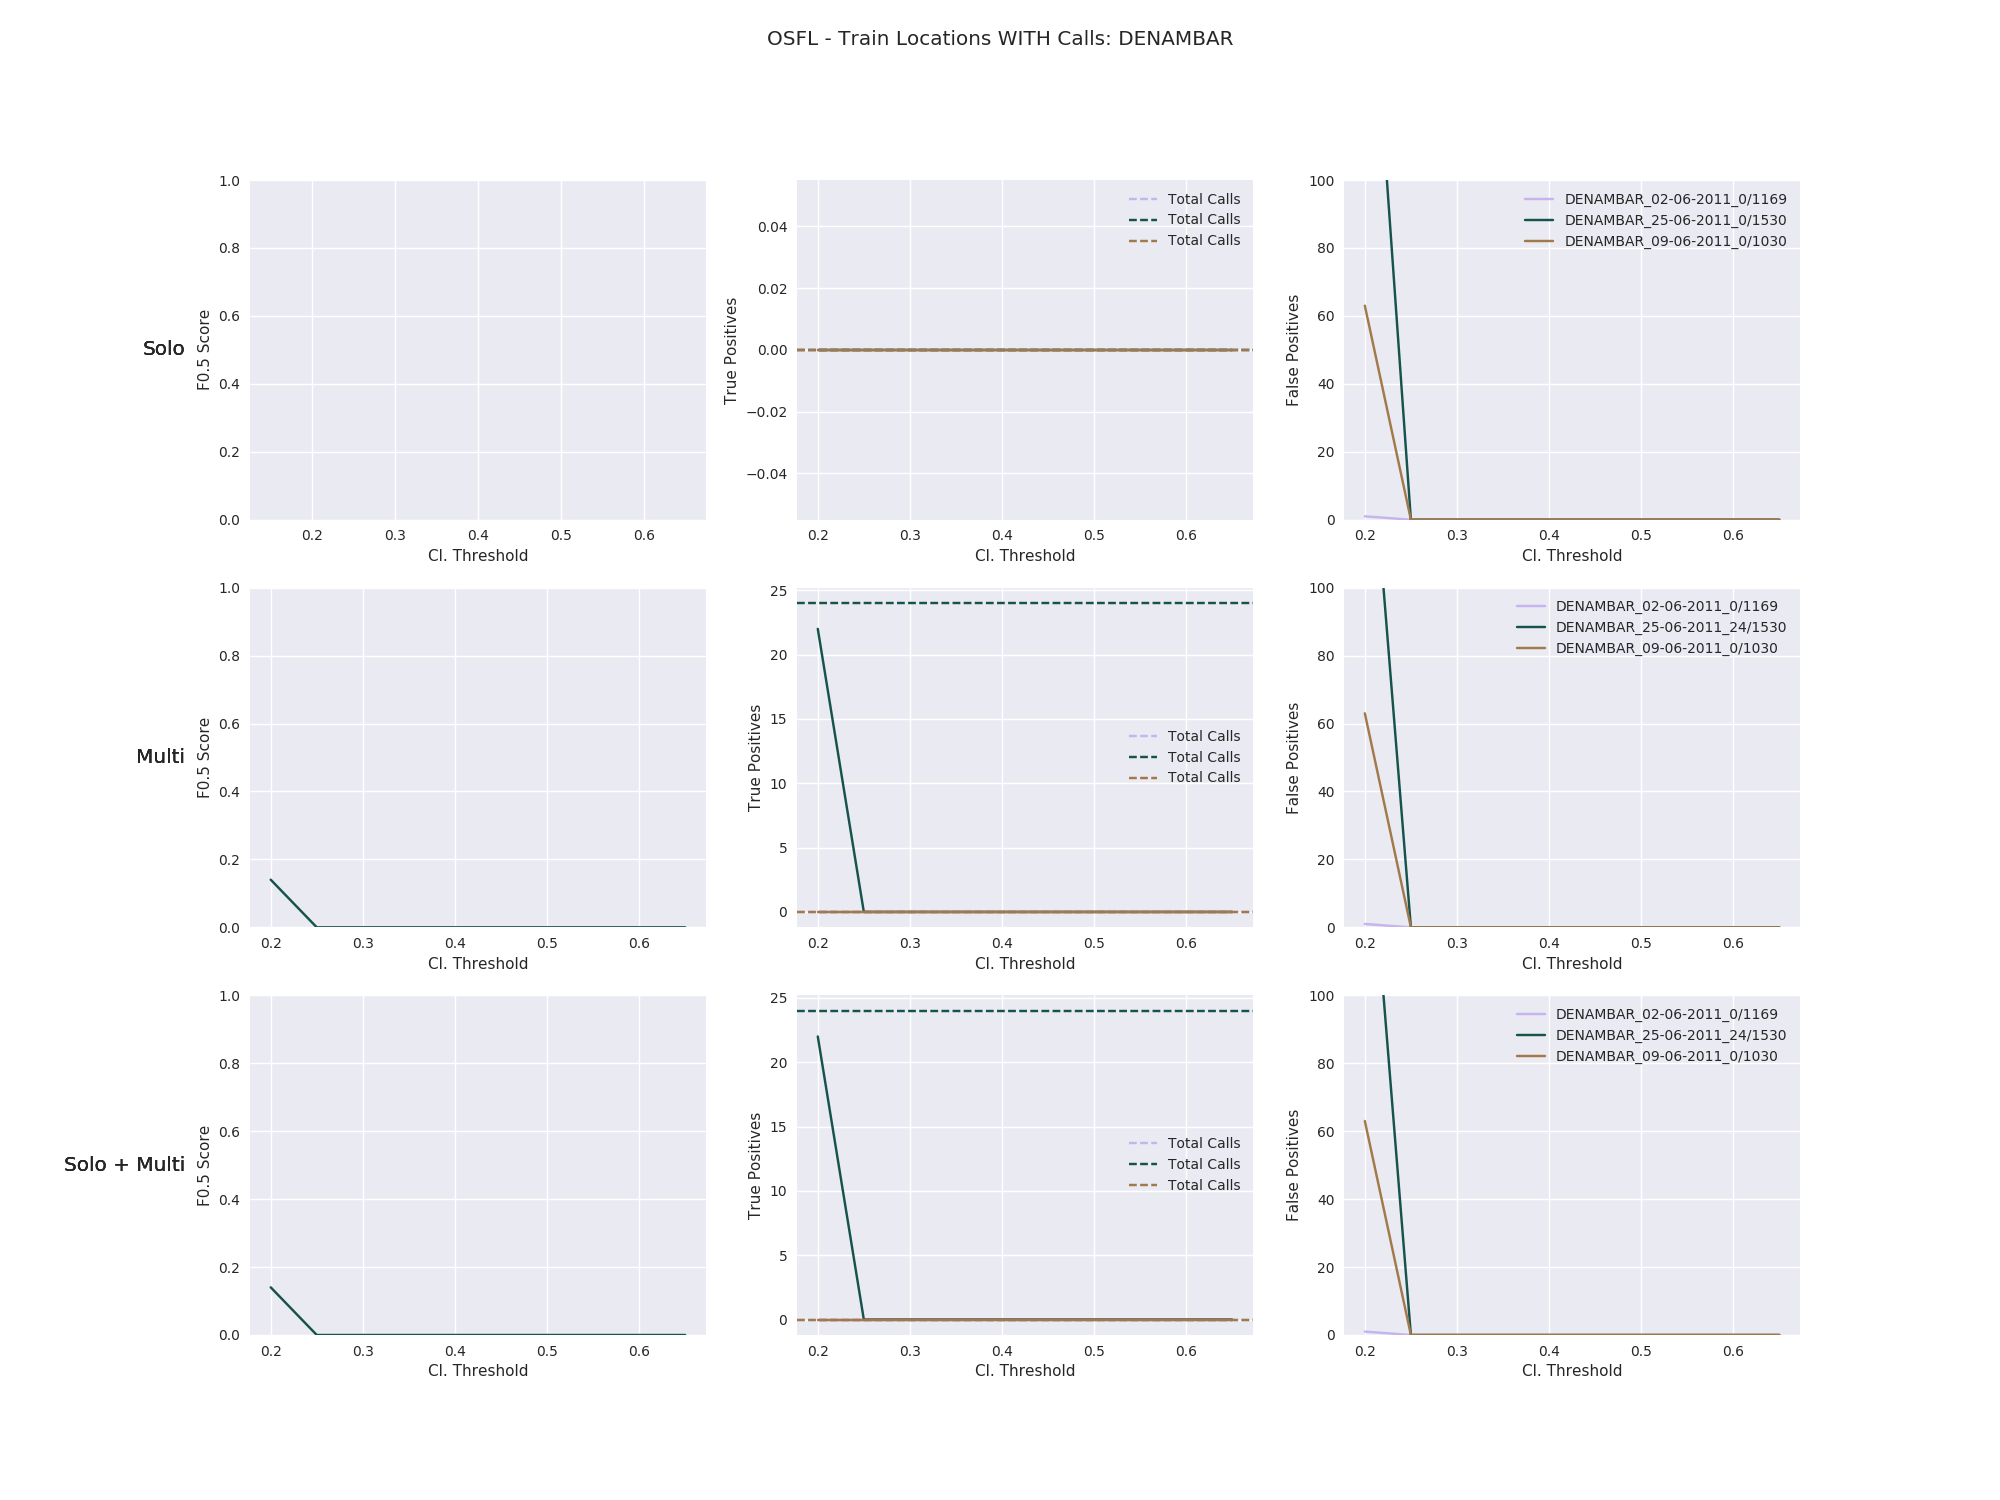 OSFL - Train Locations WITH Calls: DENAMBAR
Solo
F0.5 Score
1.0
0.8
0.6
0.4
0.2
0.0
0.2 0.3 0.4 0.5 0.6
Cl. Threshold
True Positives
0.04
0.02
0.00
−0.02
−0.04
0.2 0.3 0.4 0.5 0.6
Cl. Threshold
Total Calls
Total Calls
Total Calls
False Positives
100
80
60
40
20
0
0.2 0.3 0.4 0.5 0.6
Cl. Threshold
DENAMBAR_02-06-2011_0/1169
DENAMBAR_25-06-2011_0/1530
DENAMBAR_09-06-2011_0/1030
Multi
F0.5 Score
1.0
0.8
0.6
0.4
0.2
0.0
0.2 0.3 0.4 0.5 0.6
Cl. Threshold
True Positives
25
20
15
10
5
0
0.2 0.3 0.4 0.5 0.6
Cl. Threshold
Total Calls
Total Calls
Total Calls
False Positives
100
80
60
40
20
0
0.2 0.3 0.4 0.5 0.6
Cl. Threshold
DENAMBAR_02-06-2011_0/1169
DENAMBAR_25-06-2011_24/1530
DENAMBAR_09-06-2011_0/1030
Solo + Multi
F0.5 Score
1.0
0.8
0.6
0.4
0.2
0.0
0.2 0.3 0.4 0.5 0.6
Cl. Threshold
True Positives
25
20
15
10
5
0
0.2 0.3 0.4 0.5 0.6
Cl. Threshold
Total Calls
Total Calls
Total Calls
False Positives
100
80
60
40
20
0
0.2 0.3 0.4 0.5 0.6
Cl. Threshold
DENAMBAR_02-06-2011_0/1169
DENAMBAR_25-06-2011_24/1530
DENAMBAR_09-06-2011_0/1030